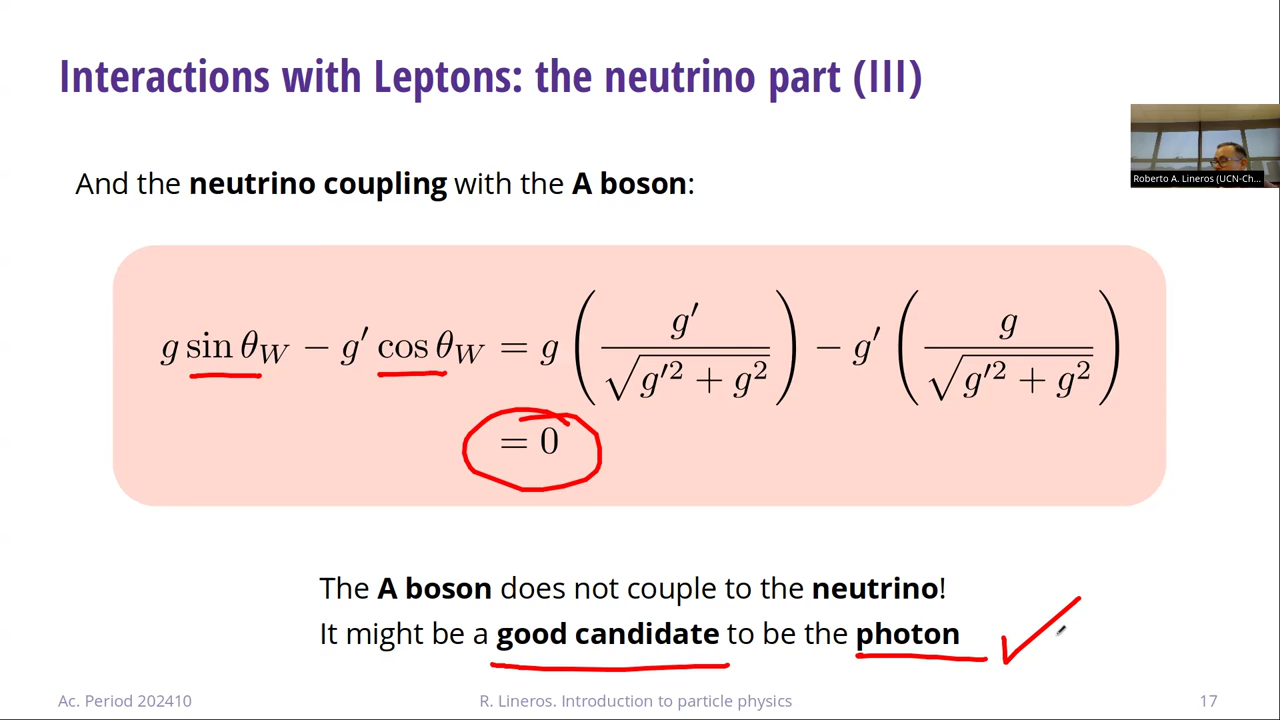 Interactions with Leptons: the neutrino part (III)
Roberto A. Lineros (UCN-Ch...
And the neutrino coupling with the A boson:
g sin θ_W − g′ cos θ_W = g ( g′ / √(g′² + g²) ) − g′ ( g / √(g′² + g²) )
= 0
The A boson does not couple to the neutrino!
It might be a good candidate to be the photon
Ac. Period 202410 R. Lineros. Introduction to particle physics 17